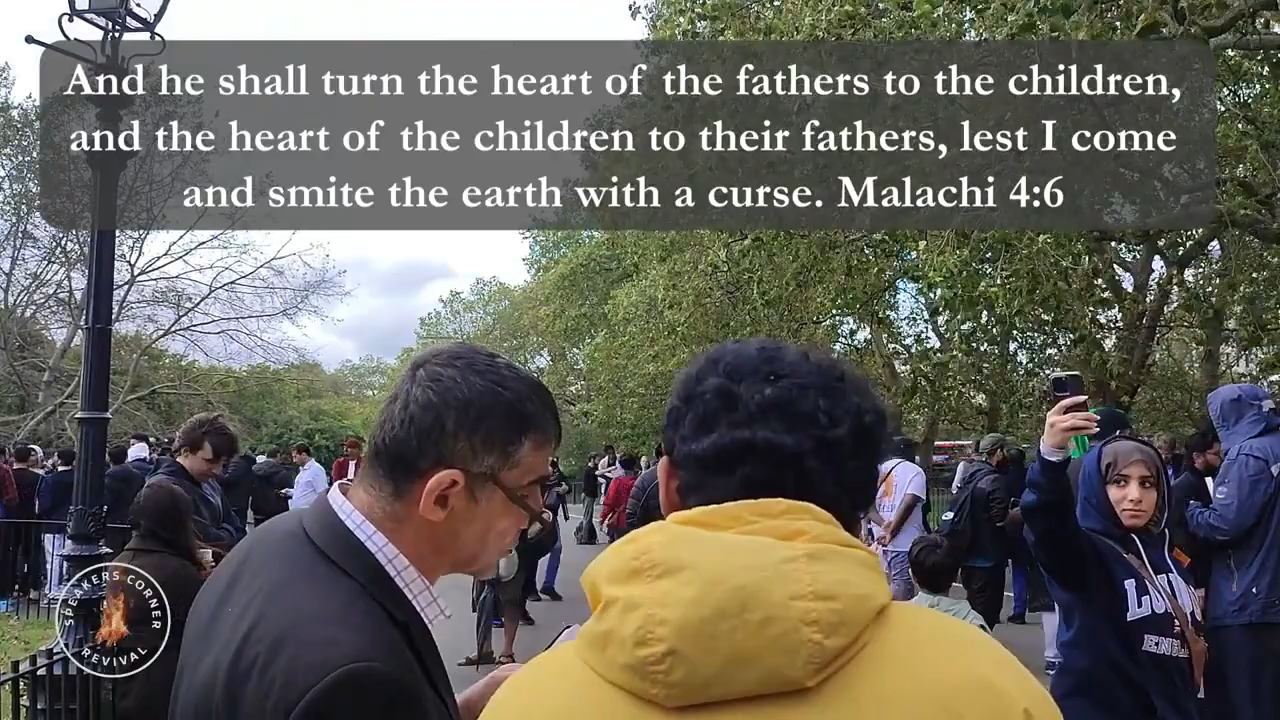 And he shall turn the heart of the fathers to the children,
and the heart of the children to their fathers, lest I come
and smite the earth with a curse. Malachi 4:6
SPEAKERS CORNER
REVIVAL